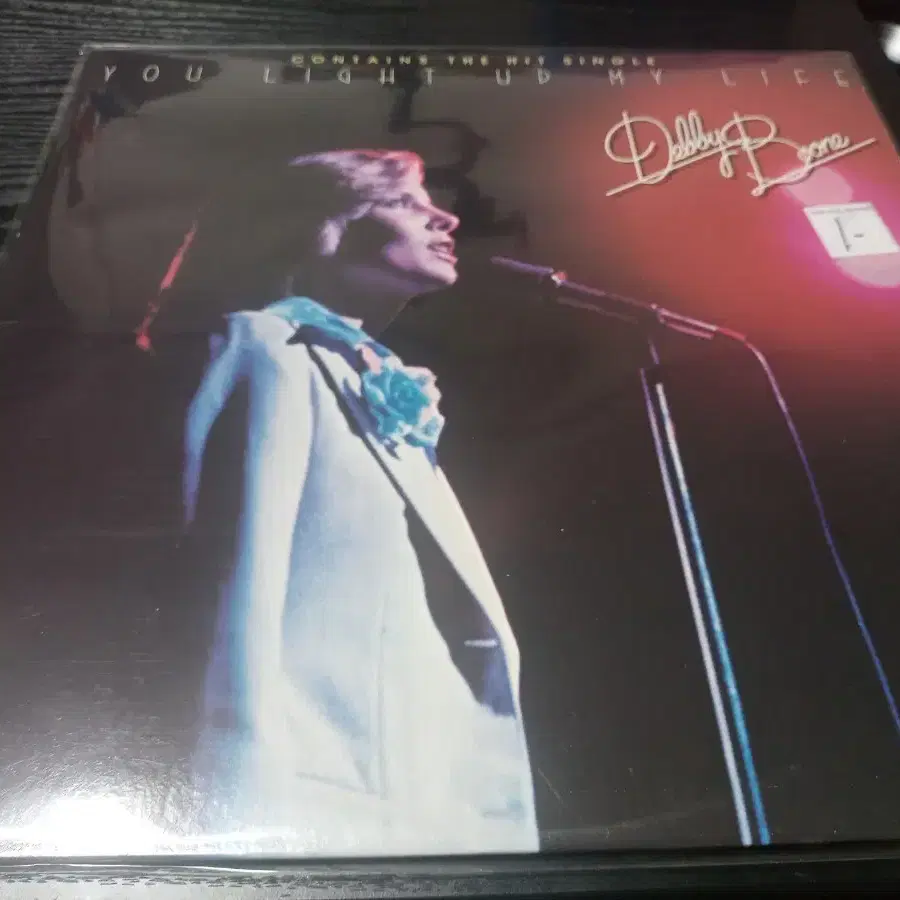 CONTAINS THE HIT SINGLE
YOU LIGHT UP MY LIFE
Debby Boone